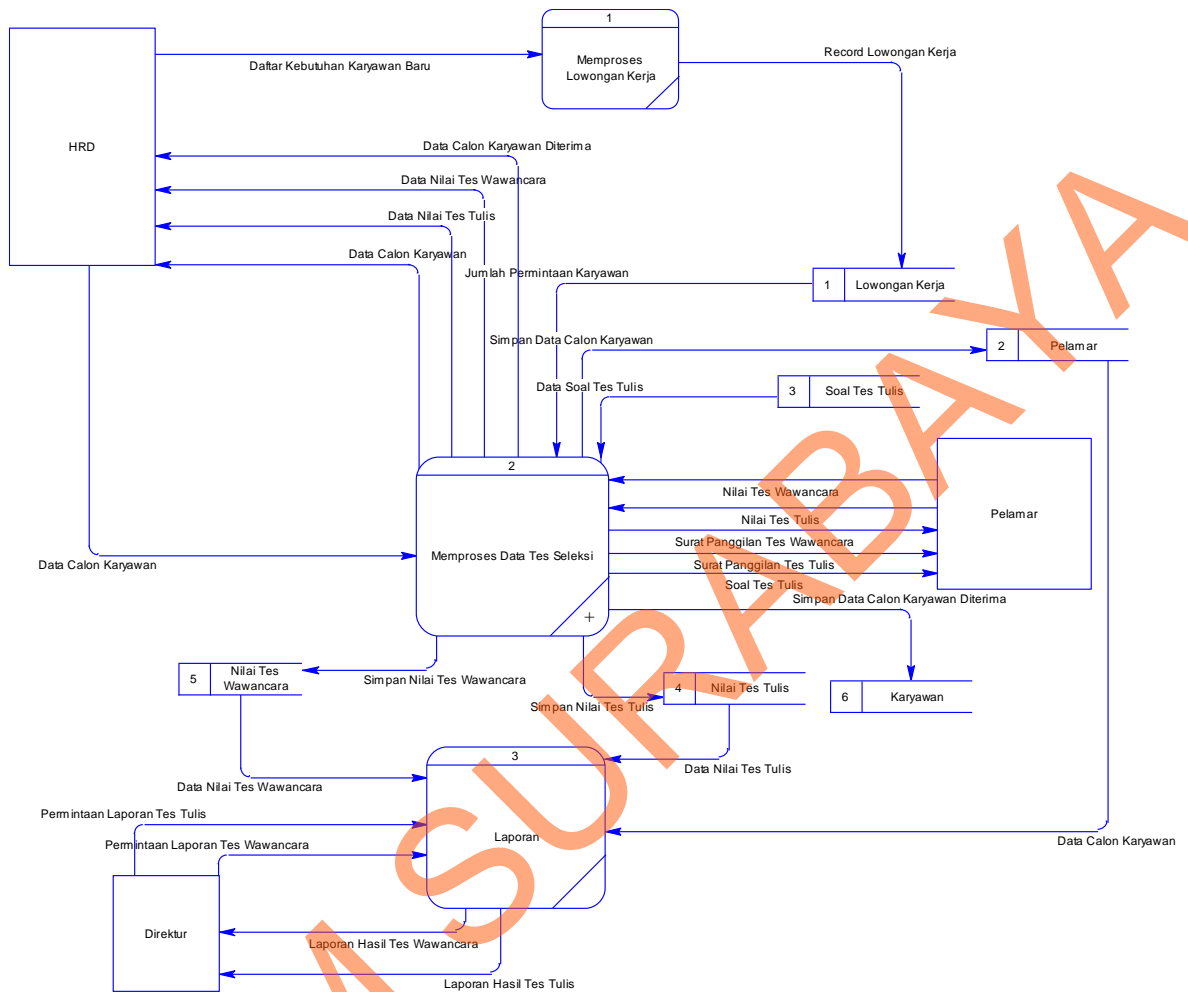 1
Memproses
Lowongan Kerja
Record Lowongan Kerja
Daftar Kebutuhan Karyawan Baru
HRD
Data Calon Karyawan Diterima
Data Nilai Tes Wawancara
Data Nilai Tes Tulis
Data Calon Karyawan
Jumlah Permintaan Karyawan
1 Lowongan Kerja
Simpan Data Calon Karyawan
2 Pelamar
Data Soal Tes Tulis
3 Soal Tes Tulis
2
Memproses Data Tes Seleksi
+
Nilai Tes Wawancara
Nilai Tes Tulis
Surat Panggilan Tes Wawancara
Surat Panggilan Tes Tulis
Soal Tes Tulis
Pelamar
Data Calon Karyawan
Simpan Data Calon Karyawan Diterima
5 Nilai Tes
Wawancara
Simpan Nilai Tes Wawancara
4 Nilai Tes Tulis
Simpan Nilai Tes Tulis
6 Karyawan
3
Laporan
Data Nilai Tes Tulis
Data Nilai Tes Wawancara
Permintaan Laporan Tes Tulis
Permintaan Laporan Tes Wawancara
Data Calon Karyawan
Direktur
Laporan Hasil Tes Wawancara
Laporan Hasil Tes Tulis
M SURABAYA